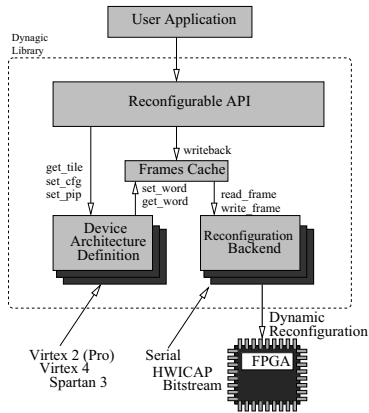 User Application
Dynagic
Library
Reconfigurable API
writeback
get_tile
set_cfg
set_pip
Frames Cache
set_word
get_word
read_frame
write_frame
Device
Architecture
Definition
Reconfiguration
Backend
Dynamic
Reconfiguration
Virtex 2 (Pro)
Virtex 4
Spartan 3
Serial
HWICAP
Bitstream
FPGA